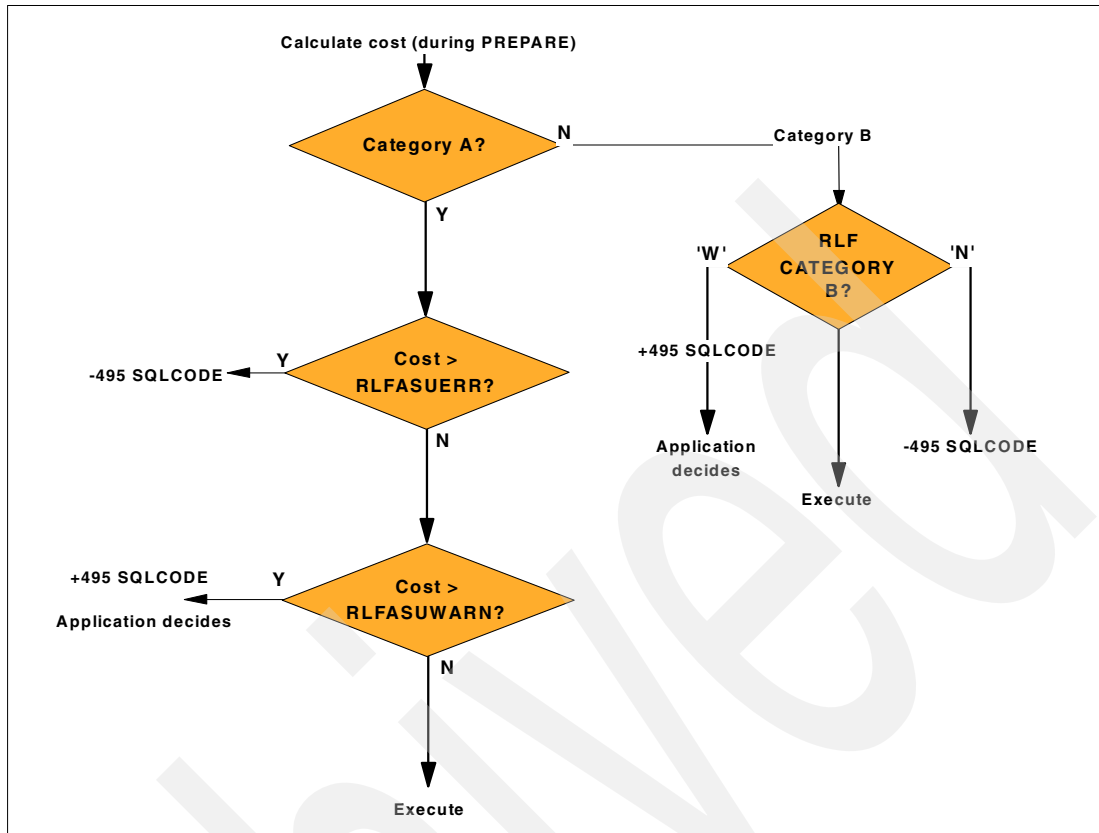 Calculate cost (during PREPARE)
Category A?
N
Category B
Y
RLF
CATEGORY
B?
'W'
'N'
+495 SQLCODE
Application
decides
Execute
-495 SQLCODE
Cost >
RLFASUERR?
Y
-495 SQLCODE
N
Cost >
RLFASUWARN?
Y
+495 SQLCODE
Application decides
N
Execute